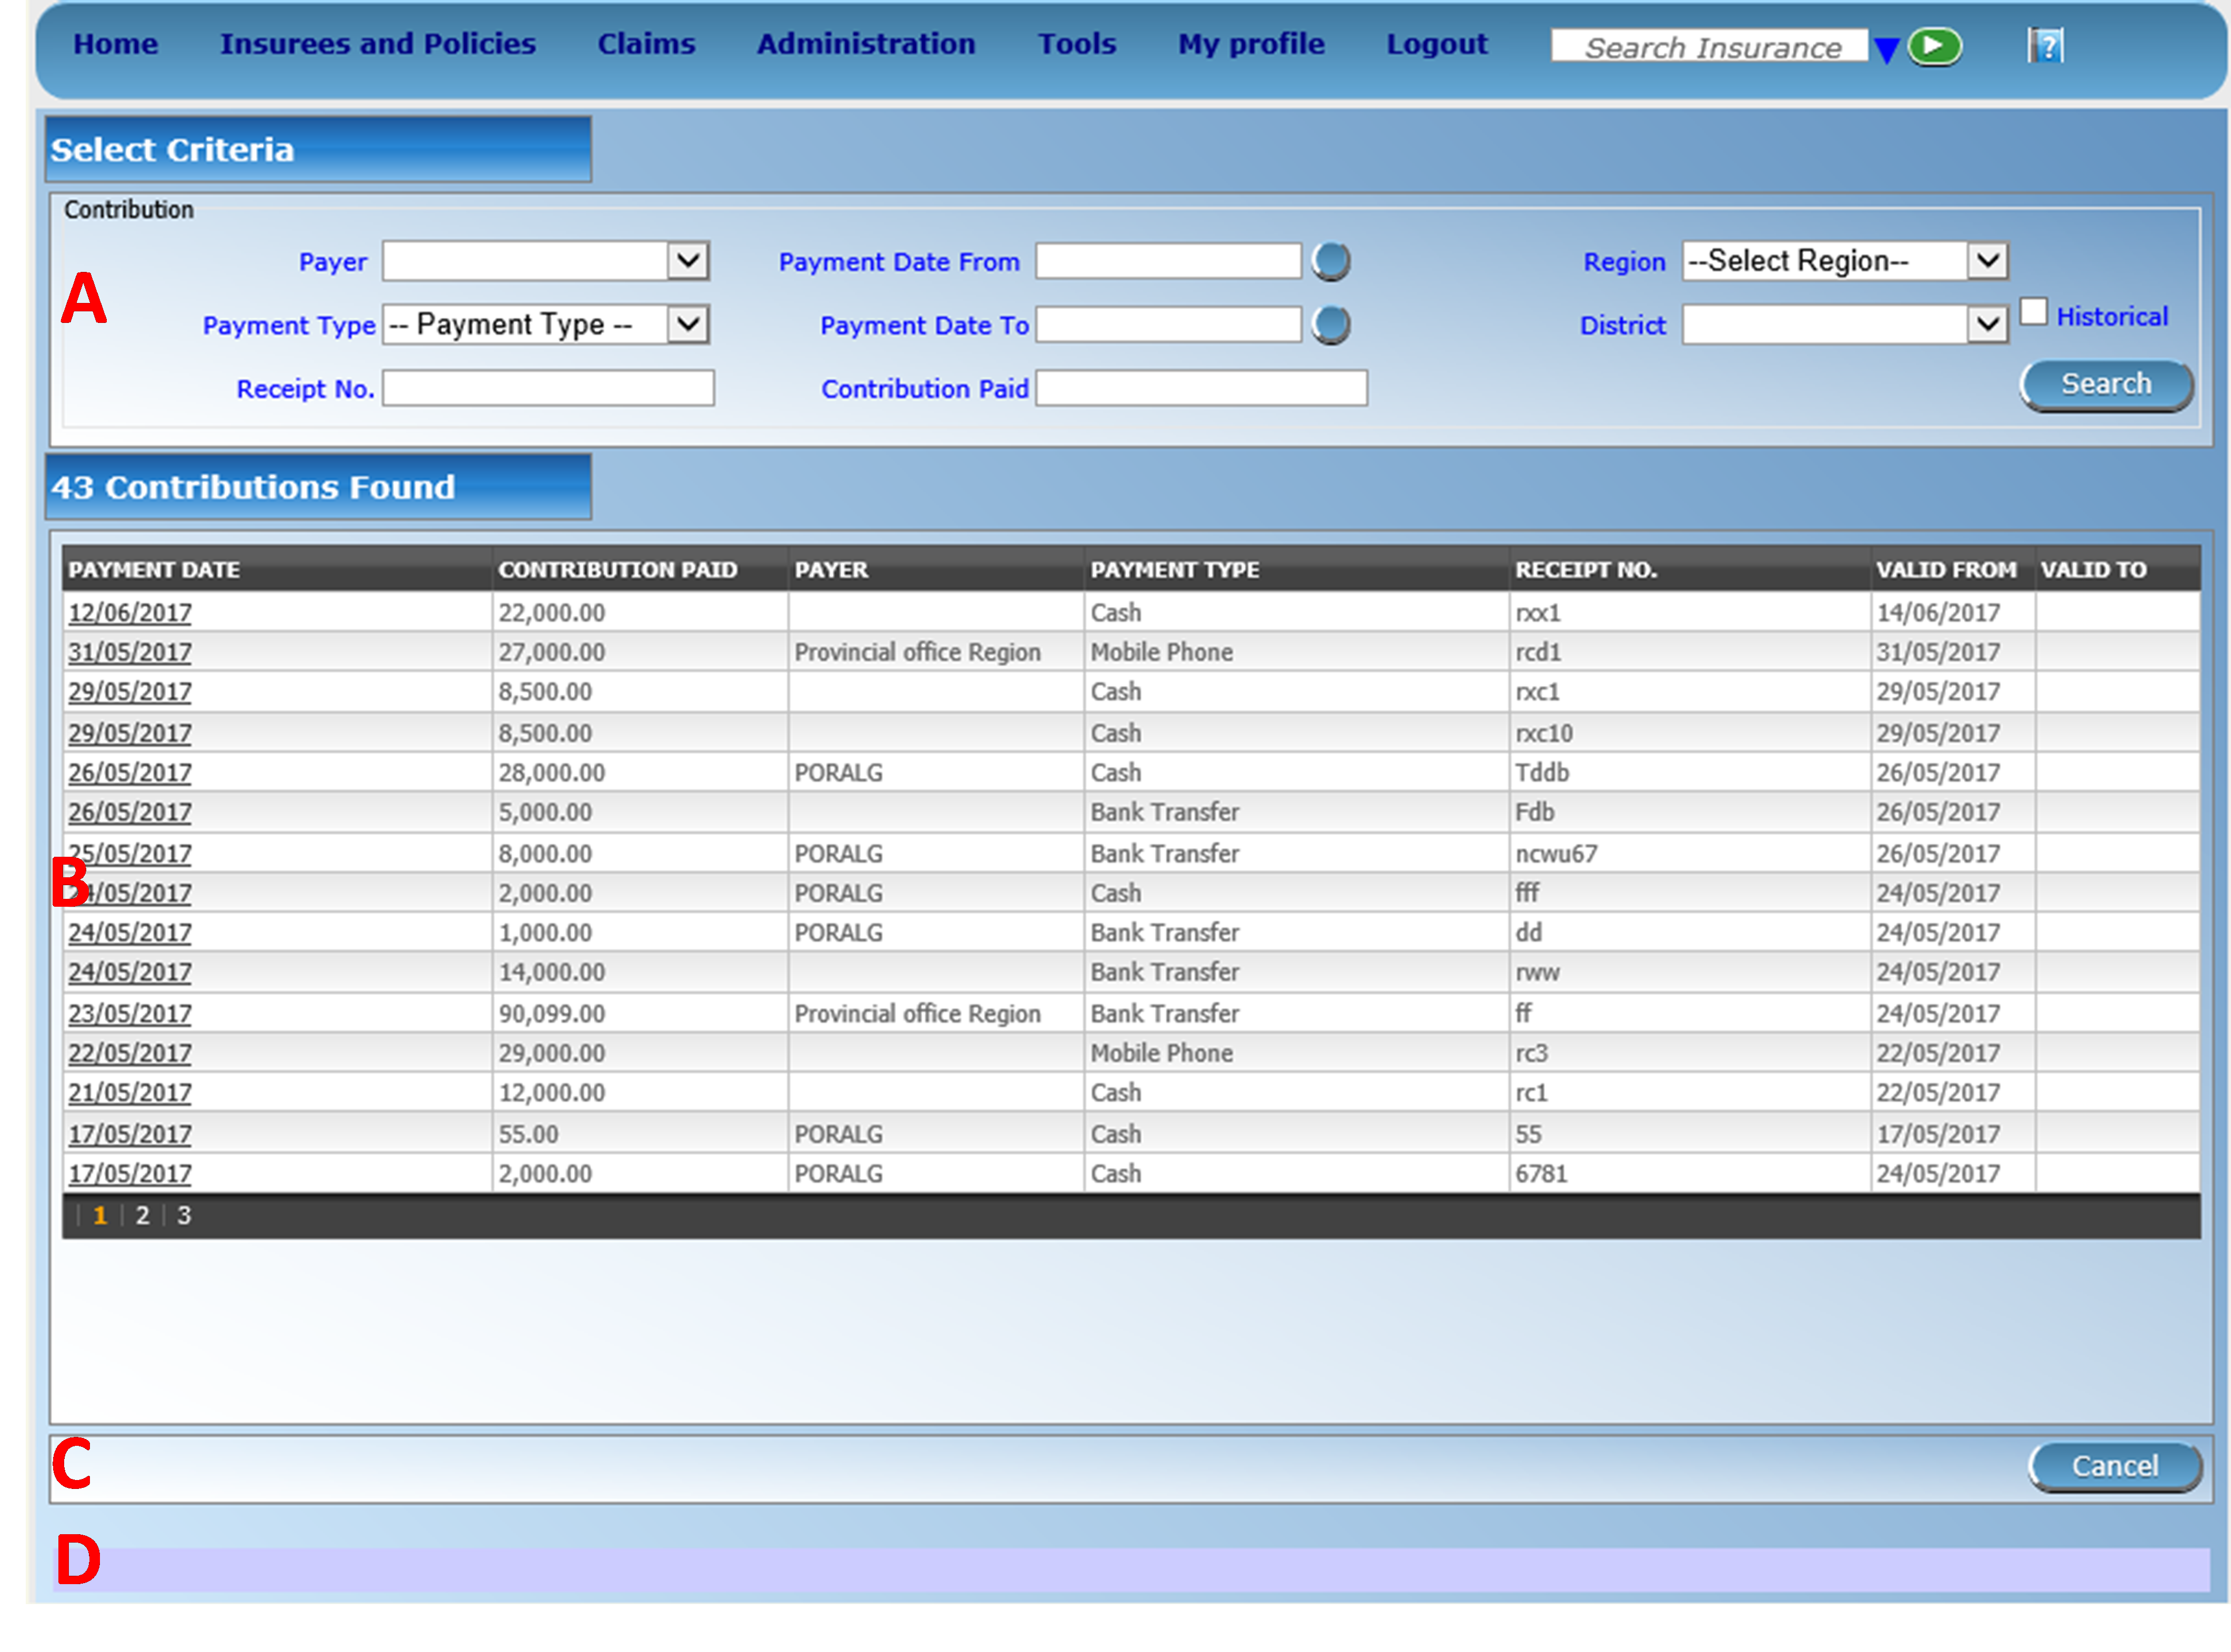 Home Insurees and Policies Claims Administration Tools My profile Logout Search Insurance ?
Select Criteria
Contribution
A
Payer Payment Date From Region --Select Region--
Payment Type -- Payment Type -- Payment Date To District Historical
Receipt No. Contribution Paid Search
43 Contributions Found
PAYMENT DATE CONTRIBUTION PAID PAYER PAYMENT TYPE RECEIPT NO. VALID FROM VALID TO
12/06/2017 22,000.00 Cash rxx1 14/06/2017
31/05/2017 27,000.00 Provincial office Region Mobile Phone rcd1 31/05/2017
29/05/2017 8,500.00 Cash rxc1 29/05/2017
29/05/2017 8,500.00 Cash rxc10 29/05/2017
26/05/2017 28,000.00 PORALG Cash Tddb 26/05/2017
26/05/2017 5,000.00 Bank Transfer Fdb 26/05/2017
25/05/2017 8,000.00 PORALG Bank Transfer ncwu67 26/05/2017
B
24/05/2017 2,000.00 PORALG Cash fff 24/05/2017
24/05/2017 1,000.00 PORALG Bank Transfer dd 24/05/2017
24/05/2017 14,000.00 Bank Transfer rww 24/05/2017
23/05/2017 90,099.00 Provincial office Region Bank Transfer ff 24/05/2017
22/05/2017 29,000.00 Mobile Phone rc3 22/05/2017
21/05/2017 12,000.00 Cash rc1 22/05/2017
17/05/2017 55.00 PORALG Cash 55 17/05/2017
17/05/2017 2,000.00 PORALG Cash 6781 24/05/2017
| 1 | 2 | 3
C
Cancel
D